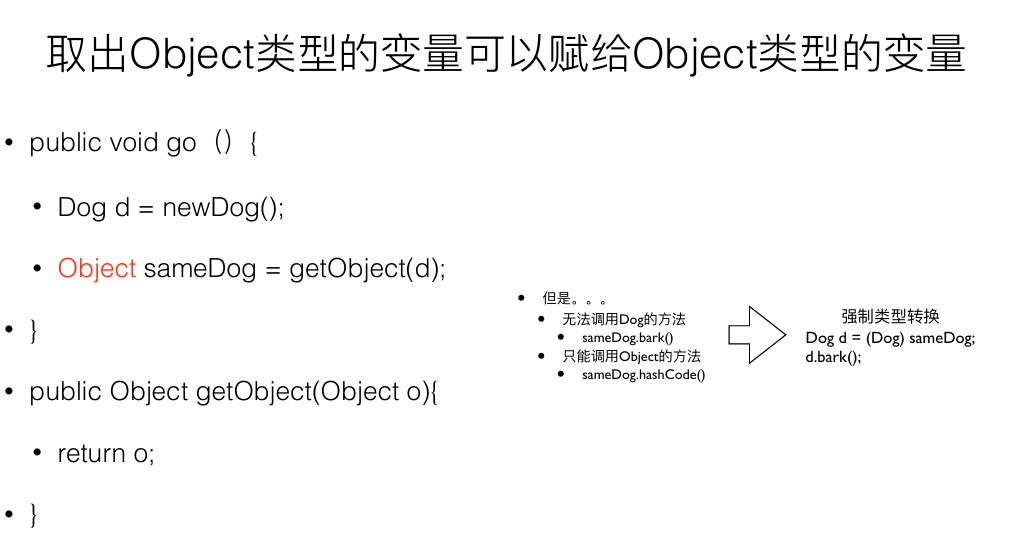 取出Object类型的变量可以赋给Object类型的变量
• public void go（）{
• Dog d = newDog();
• Object sameDog = getObject(d);
• }
• public Object getObject(Object o){
• return o;
• }
• 但是。。。
• 无法调用Dog的方法
• sameDog.bark()
• 只能调用Object的方法
• sameDog.hashCode()
强制类型转换
Dog d = (Dog) sameDog;
d.bark();